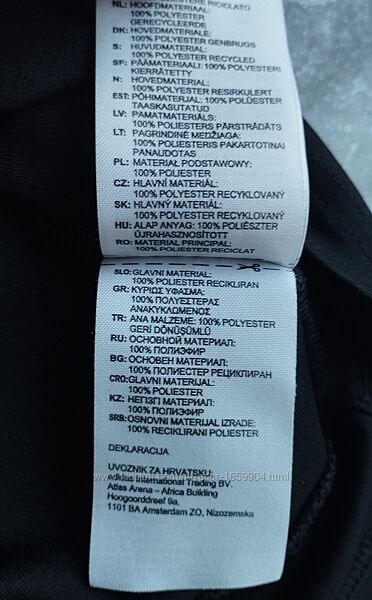 NL: HOOFDMATERIAAL:
100% POLYESTER
GERECYCLEERDE
DK: HOVEDMATERIALE:
100% POLYESTER GENBRUGS
S: HUVUDMATERIAL:
100% POLYESTER RECYCLED
SF: PÄÄMATERIAALI: 100% POLYESTERI
KIERRÄTETTY
N: HOVEDMATERIAL:
100% POLYESTER RESIRKULERT
EST: PÕHIMATERJAL: 100% POLÜESTER
TAASKASUTATUD
LV: PAMATMATERIĀLS:
100% POLIESTERS PĀRSTRĀDĀTS
LT: PAGRINDINĖ MEDŽIAGA:
100% POLIESTERIS PAKARTOTINAI
PANAUDOTAS
PL: MATERIAŁ PODSTAWOWY:
100% POLIESTER
CZ: HLAVNÍ MATERIÁL:
100% POLYESTER RECYKLOVANÝ
SK: HLAVNÝ MATERIÁL:
100% POLYESTER RECYKLOVANÝ
HU: ALAP ANYAG: 100% POLIÉSZTER
ÚJRAHASZNOSÍTOTT
RO: MATERIAL PRINCIPAL:
100% POLIESTER RECICLAT
SLO: GLAVNI MATERIAL:
100% POLIESTER RECIKLIRAN
GR: ΚΥΡΙΩΣ ΥΦΑΣΜΑ:
100% ΠΟΛΥΕΣΤΕΡΑΣ
ΑΝΑΚΥΚΛΩΜΕΝΟΣ
TR: ANA MALZEME: 100% POLYESTER
GERİ DÖNÜŞÜMLÜ
RU: ОСНОВНОЙ МАТЕРИАЛ:
100% ПОЛИЭФИР
BG: ОСНОВЕН МАТЕРИАЛ:
100% ПОЛИЕСТЕР РЕЦИКЛИРАН
CRO: GLAVNI MATERIJAL:
100% POLIESTER
KZ: НЕГІЗГІ МАТЕРИАЛ:
100% ПОЛИЭФИР
SRB: OSNOVNI MATERIJAL IZRADE:
100% RECIKLIRANI POLIESTER
DEKLARACIJA
UVOZNIK ZA HRVATSKU:
adidas International Trading BV.
Atlas Arena – Africa Building
Hoogoorddreef 9a.
1101 BA Amsterdam ZO, Nizozemska